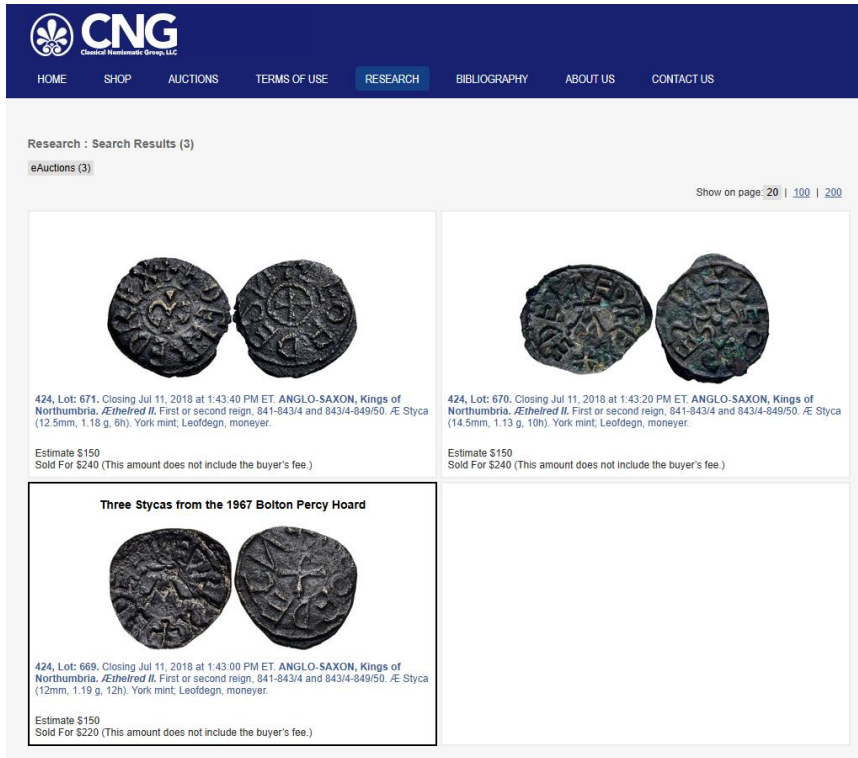 CNG
Classical Numismatic Group, LLC
HOME SHOP AUCTIONS TERMS OF USE RESEARCH BIBLIOGRAPHY ABOUT US CONTACT US
Research : Search Results (3)
eAuctions (3)
Show on page: 20 | 100 | 200
424, Lot: 671. Closing Jul 11, 2018 at 1:43:40 PM ET. ANGLO-SAXON, Kings of
Northumbria. Æthelred II. First or second reign, 841-843/4 and 843/4-849/50. Æ Styca
(12.5mm, 1.18 g, 6h). York mint; Leofdegn, moneyer.
Estimate $150
Sold For $240 (This amount does not include the buyer's fee.)
424, Lot: 670. Closing Jul 11, 2018 at 1:43:20 PM ET. ANGLO-SAXON, Kings of
Northumbria. Æthelred II. First or second reign, 841-843/4 and 843/4-849/50. Æ Styca
(14.5mm, 1.13 g, 10h). York mint; Leofdegn, moneyer.
Estimate $150
Sold For $240 (This amount does not include the buyer's fee.)
Three Stycas from the 1967 Bolton Percy Hoard
424, Lot: 669. Closing Jul 11, 2018 at 1:43:00 PM ET. ANGLO-SAXON, Kings of
Northumbria. Æthelred II. First or second reign, 841-843/4 and 843/4-849/50. Æ Styca
(12mm, 1.19 g, 12h). York mint; Leofdegn, moneyer.
Estimate $150
Sold For $220 (This amount does not include the buyer's fee.)